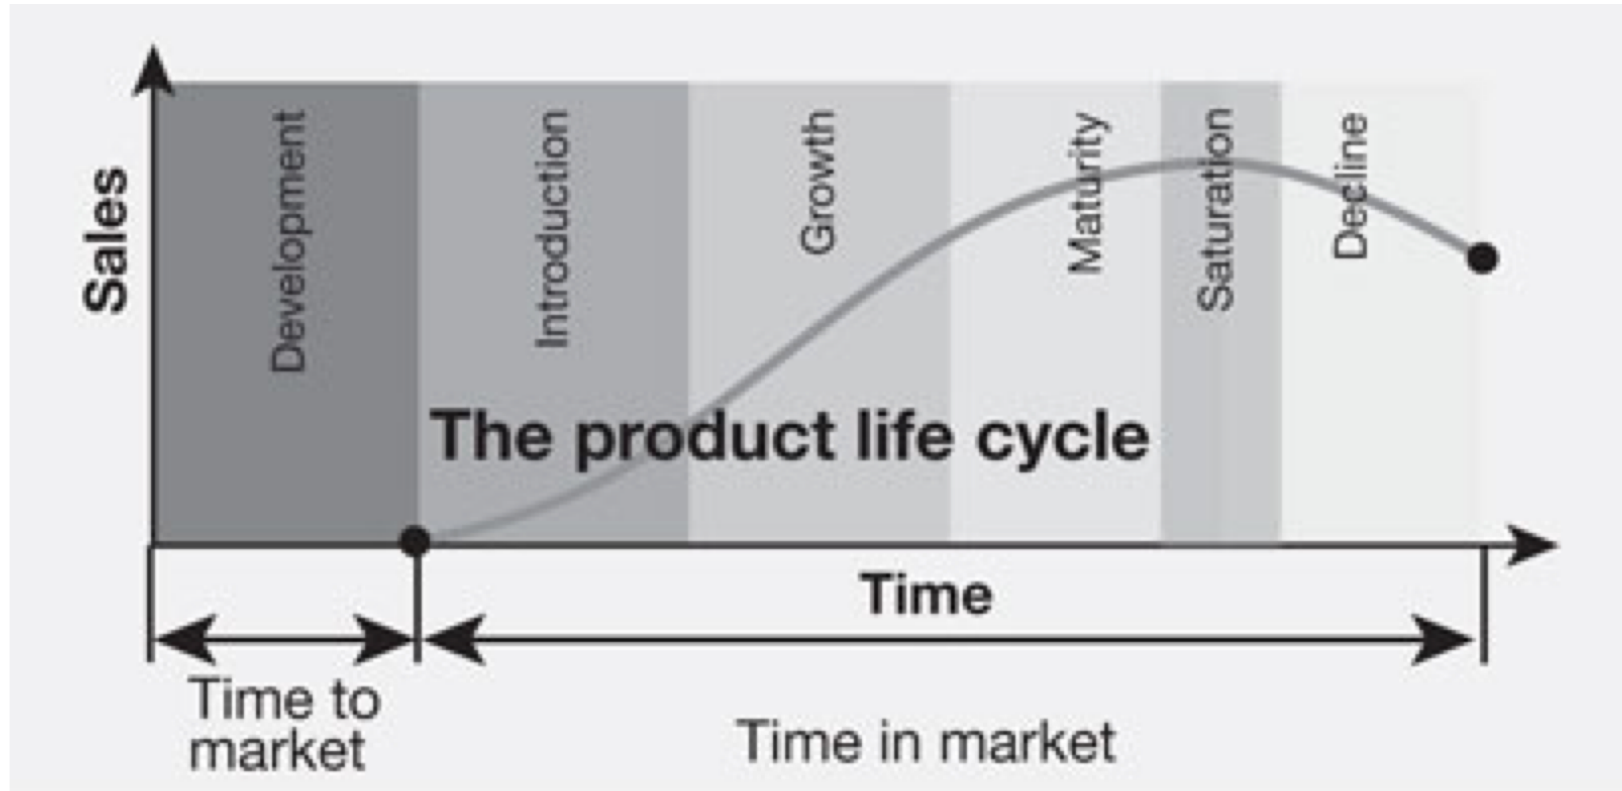 Sales
Development
Introduction
Growth
Maturity
Saturation
Decline
The product life cycle
Time
Time to
market
Time in market